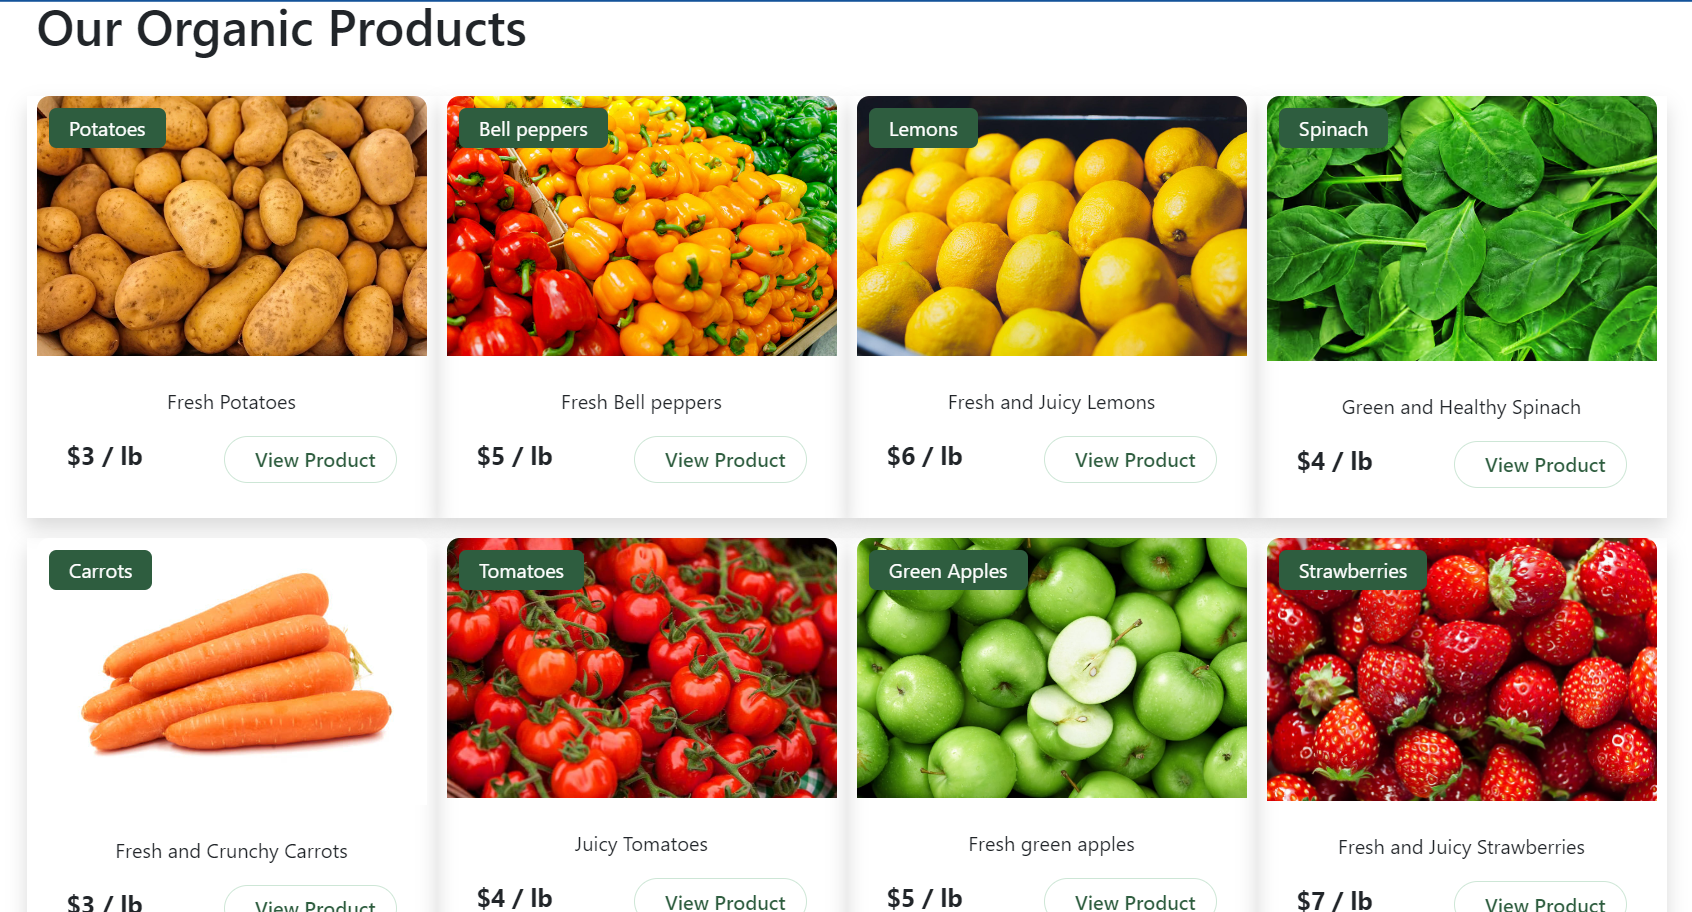 Our Organic Products
Potatoes
Bell peppers
Lemons
Spinach
Fresh Potatoes
Fresh Bell peppers
Fresh and Juicy Lemons
Green and Healthy Spinach
$3 / lb
View Product
$5 / lb
View Product
$6 / lb
View Product
$4 / lb
View Product
Carrots
Tomatoes
Green Apples
Strawberries
Fresh and Crunchy Carrots
Juicy Tomatoes
Fresh green apples
Fresh and Juicy Strawberries
$3 / lb
View Product
$4 / lb
View Product
$5 / lb
View Product
$7 / lb
View Product